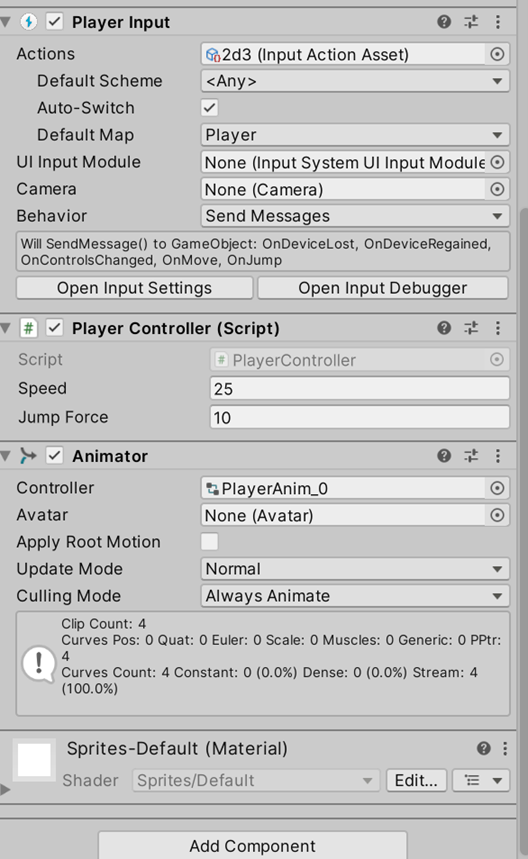 Player Input
Actions 2d3 (Input Action Asset)
Default Scheme <Any>
Auto-Switch
Default Map Player
UI Input Module None (Input System UI Input Module
Camera None (Camera)
Behavior Send Messages
Will SendMessage() to GameObject: OnDeviceLost, OnDeviceRegained,
OnControlsChanged, OnMove, OnJump
Open Input Settings Open Input Debugger
# Player Controller (Script)
Script # PlayerController
Speed 25
Jump Force 10
Animator
Controller PlayerAnim_0
Avatar None (Avatar)
Apply Root Motion
Update Mode Normal
Culling Mode Always Animate
Clip Count: 4
Curves Pos: 0 Quat: 0 Euler: 0 Scale: 0 Muscles: 0 Generic: 0 PPtr:
4
Curves Count: 4 Constant: 0 (0.0%) Dense: 0 (0.0%) Stream: 4
(100.0%)
Sprites-Default (Material)
Shader Sprites/Default Edit...
Add Component